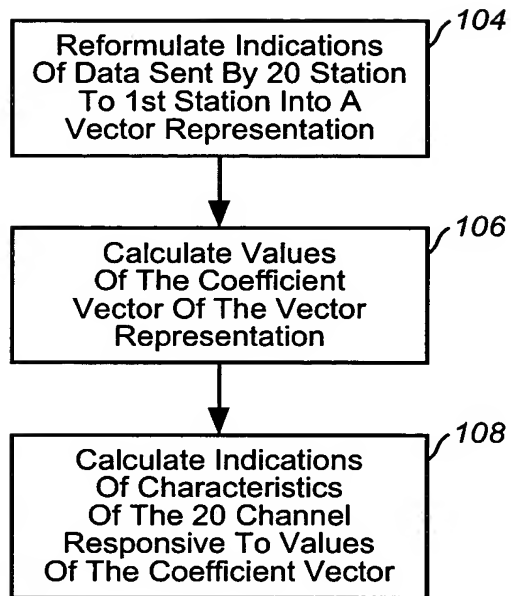 104
Reformulate Indications
Of Data Sent By 20 Station
To 1st Station Into A
Vector Representation
106
Calculate Values
Of The Coefficient
Vector Of The Vector
Representation
108
Calculate Indications
Of Characteristics
Of The 20 Channel
Responsive To Values
Of The Coefficient Vector